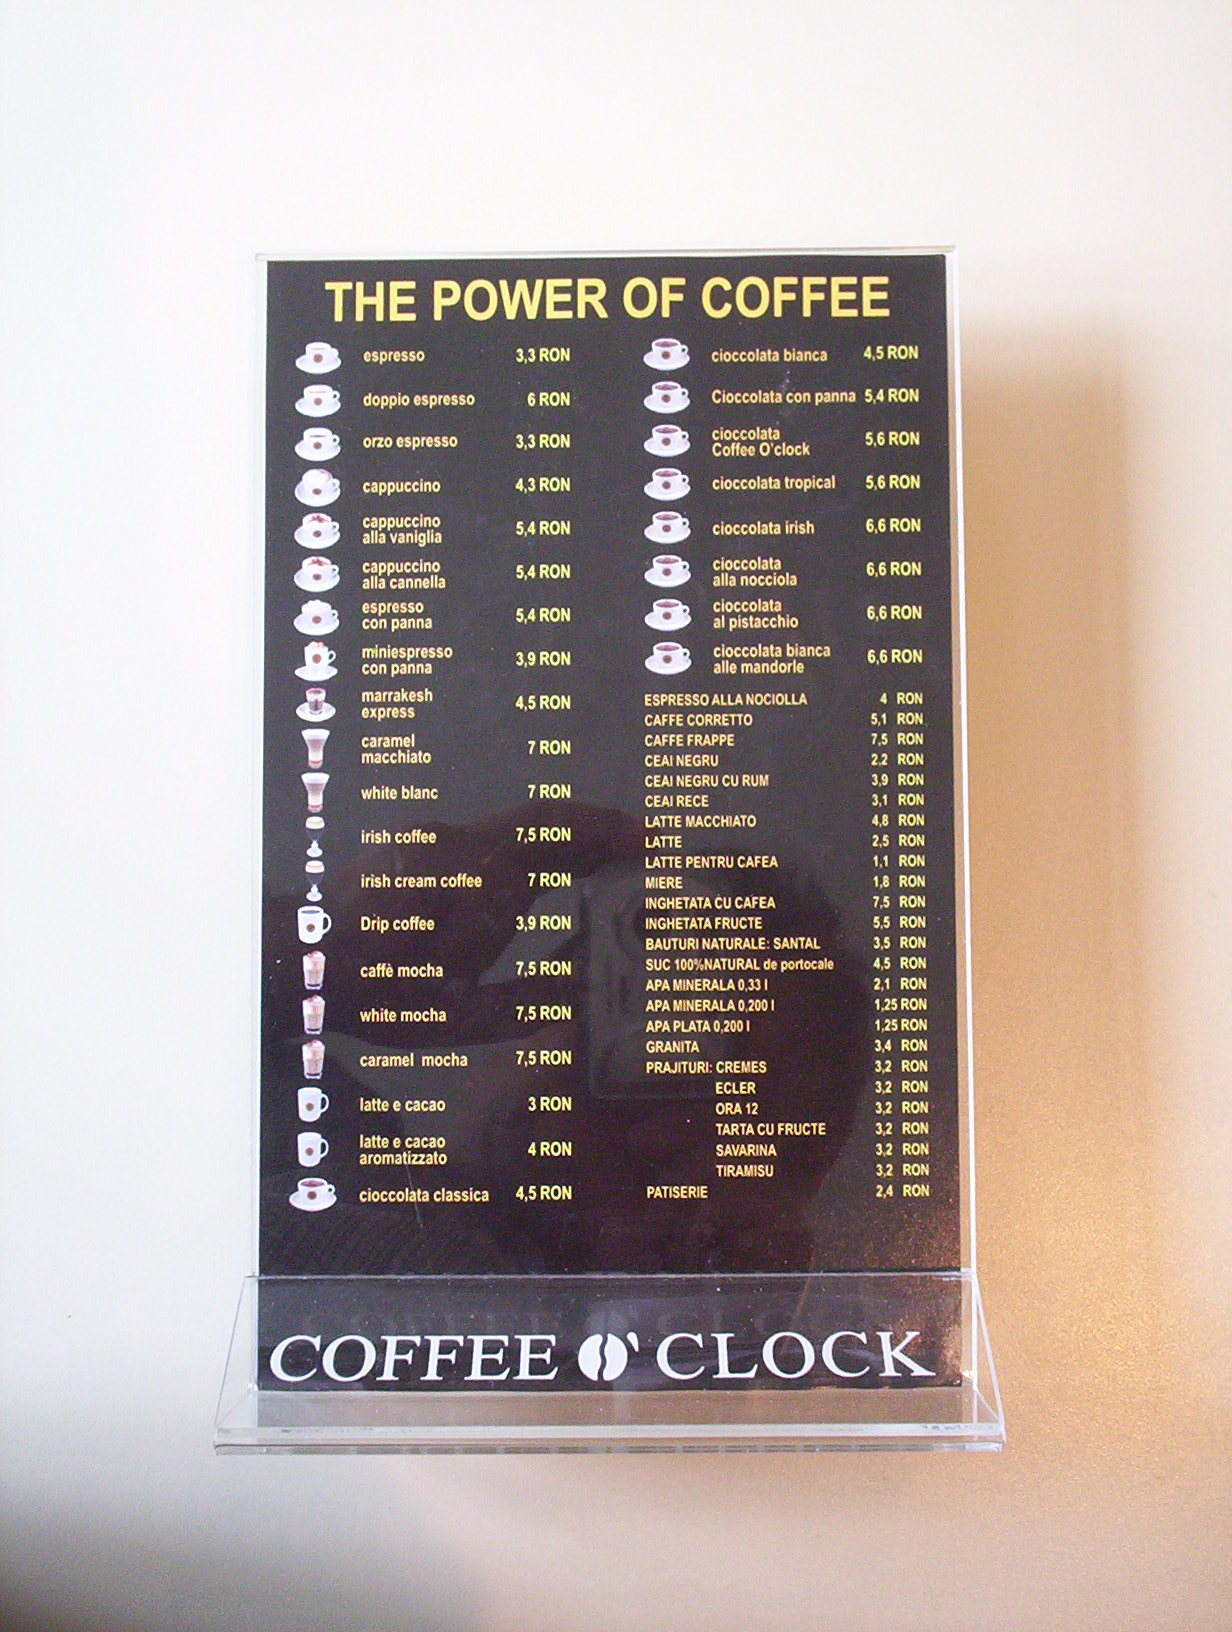 THE POWER OF COFFEE
espresso 3,3 RON
doppio espresso 6 RON
orzo espresso 3,3 RON
cappuccino 4,3 RON
cappuccino
alla vaniglia 5,4 RON
cappuccino
alla cannella 5,4 RON
espresso
con panna 5,4 RON
miniespresso
con panna 3,9 RON
marrakesh
express 4,5 RON
caramel
macchiato 7 RON
white blanc 7 RON
irish coffee 7,5 RON
irish cream coffee 7 RON
Drip coffee 3,9 RON
caffè mocha 7,5 RON
white mocha 7,5 RON
caramel mocha 7,5 RON
latte e cacao 3 RON
latte e cacao
aromatizzato 4 RON
cioccolata classica 4,5 RON
cioccolata bianca 4,5 RON
Cioccolata con panna 5,4 RON
cioccolata
Coffee O'clock 5,6 RON
cioccolata tropical 5,6 RON
cioccolata irish 6,6 RON
cioccolata
alla nocciola 6,6 RON
cioccolata
al pistacchio 6,6 RON
cioccolata bianca
alle mandorle 6,6 RON
ESPRESSO ALLA NOCIOLLA 4 RON
CAFFE CORRETTO 5,1 RON
CAFFE FRAPPE 7,5 RON
CEAI NEGRU 2,2 RON
CEAI NEGRU CU RUM 3,9 RON
CEAI RECE 3,1 RON
LATTE MACCHIATO 4,8 RON
LATTE 2,5 RON
LATTE PENTRU CAFEA 1,1 RON
MIERE 1,8 RON
INGHETATA CU CAFEA 7,5 RON
INGHETATA FRUCTE 5,5 RON
BAUTURI NATURALE: SANTAL 3,5 RON
SUC 100%NATURAL de portocale 4,5 RON
APA MINERALA 0,33 l 2,1 RON
APA MINERALA 0,200 l 1,25 RON
APA PLATA 0,200 l 1,25 RON
GRANITA 3,4 RON
PRAJITURI: CREMES 3,2 RON
ECLER 3,2 RON
ORA 12 3,2 RON
TARTA CU FRUCTE 3,2 RON
SAVARINA 3,2 RON
TIRAMISU 3,2 RON
PATISERIE 2,4 RON
COFFEE O'CLOCK